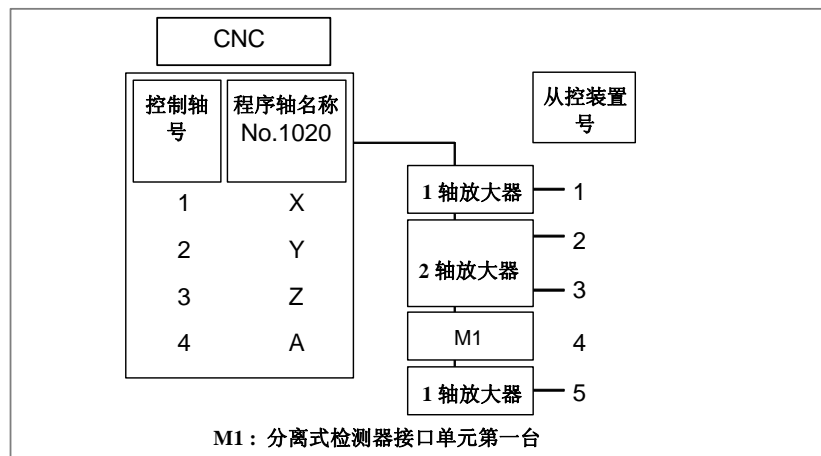 CNC
控制轴
号
程序轴名称
No.1020
从控装置
号
1 X
2 Y
3 Z
4 A
1 轴放大器 1
2
2 轴放大器
3
M1 4
1 轴放大器 5
M1 : 分离式检测器接口单元第一台